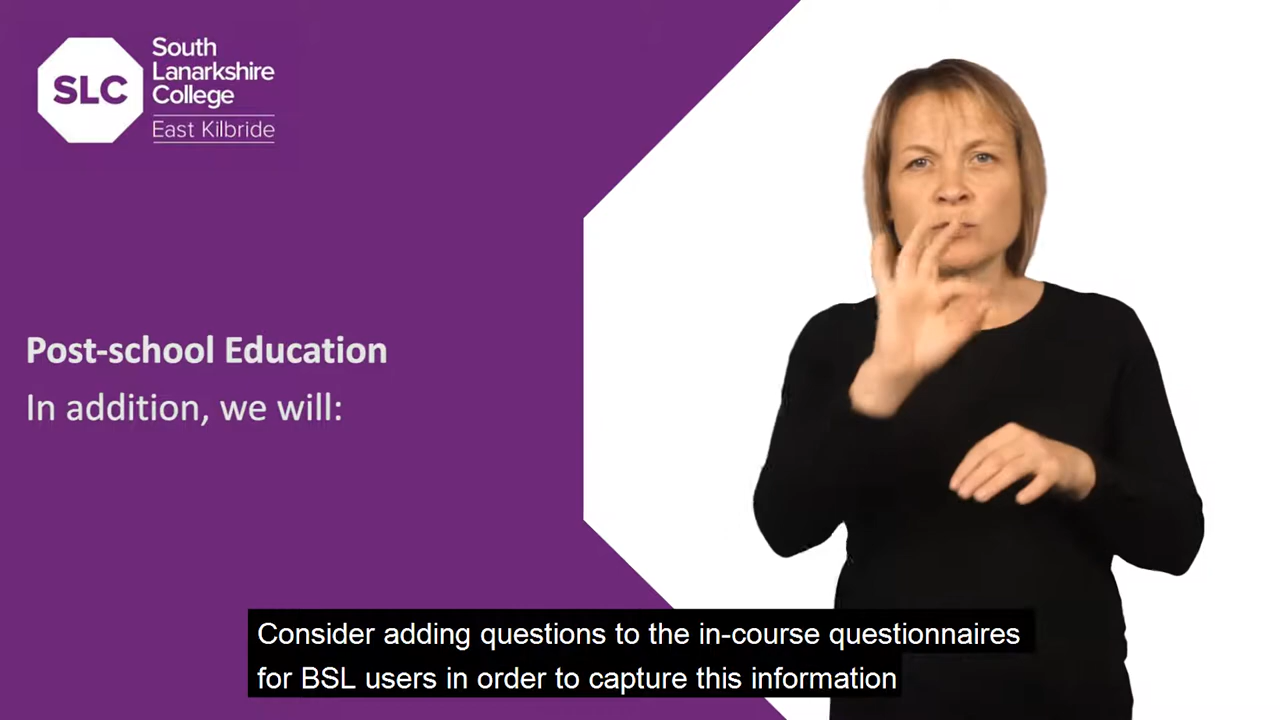 SLC
South
Lanarkshire
College
East Kilbride
Post-school Education
In addition, we will:
Consider adding questions to the in-course questionnaires
for BSL users in order to capture this information